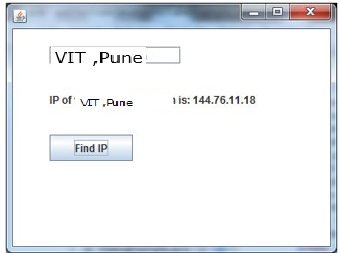 VIT ,Pune
IP of VIT ,Pune is: 144.76.11.18
Find IP